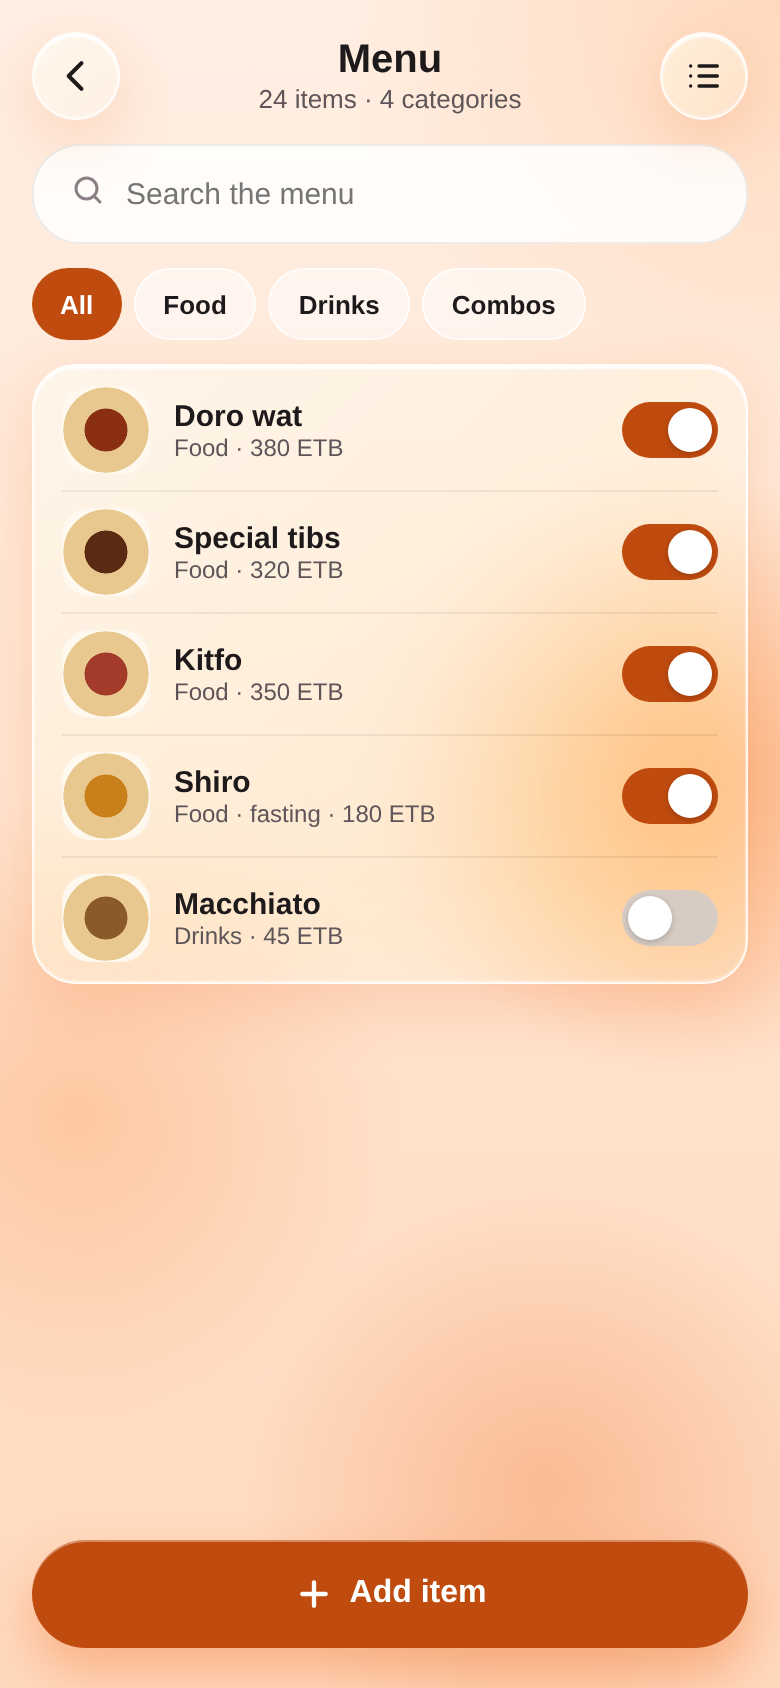 Menu
24 items · 4 categories
Search the menu
All
Food
Drinks
Combos
Doro wat
Food · 380 ETB
Special tibs
Food · 320 ETB
Kitfo
Food · 350 ETB
Shiro
Food · fasting · 180 ETB
Macchiato
Drinks · 45 ETB
Add item